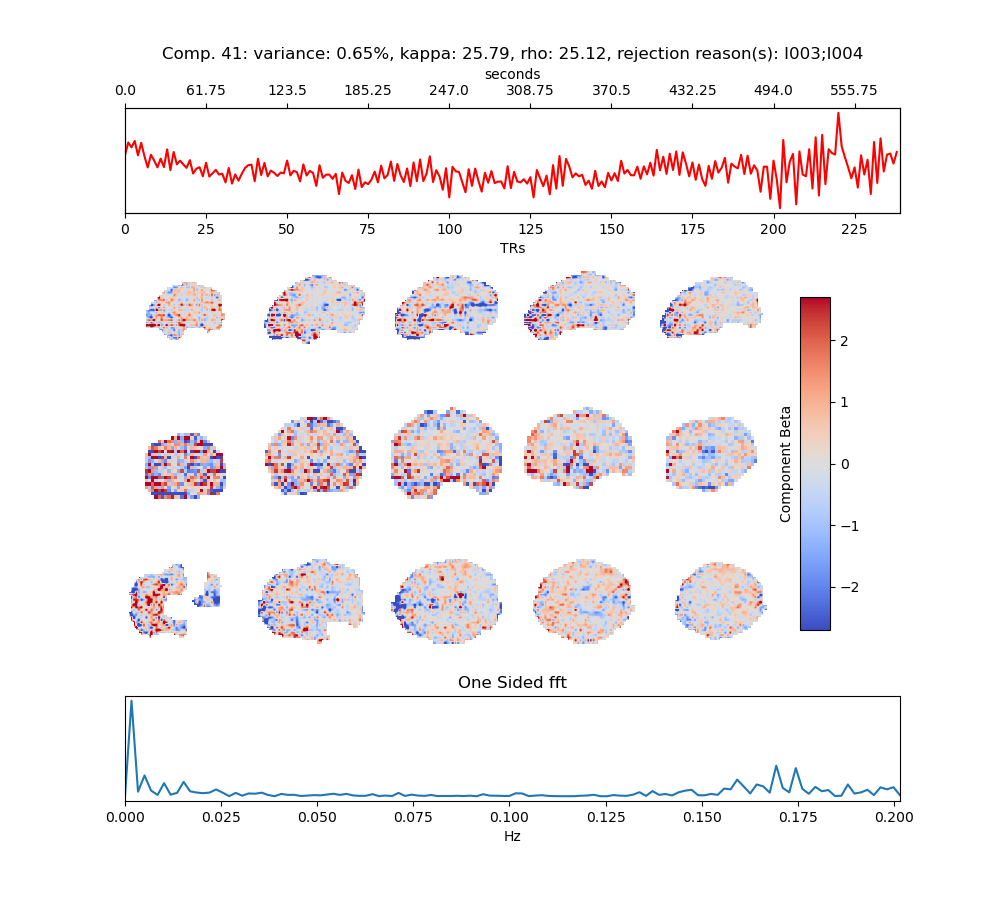 Comp. 41: variance: 0.65%, kappa: 25.79, rho: 25.12, rejection reason(s): I003;I004
seconds
0.0 61.75 123.5 185.25 247.0 308.75 370.5 432.25 494.0 555.75
0 25 50 75 100 125 150 175 200 225
TRs
2
1
0
−1
−2
Component Beta
One Sided fft
0.000 0.025 0.050 0.075 0.100 0.125 0.150 0.175 0.200
Hz